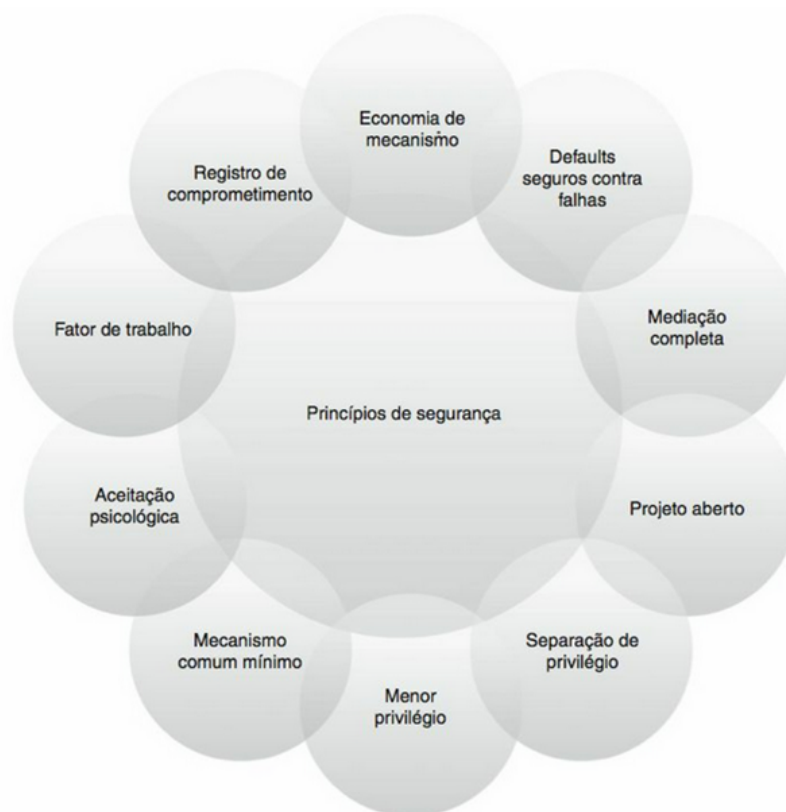 Economia de
mecanismo
Defaults
seguros contra
falhas
Mediação
completa
Projeto aberto
Separação de
privilégio
Menor
privilégio
Mecanismo
comum mínimo
Aceitação
psicológica
Fator de trabalho
Registro de
comprometimento
Princípios de segurança